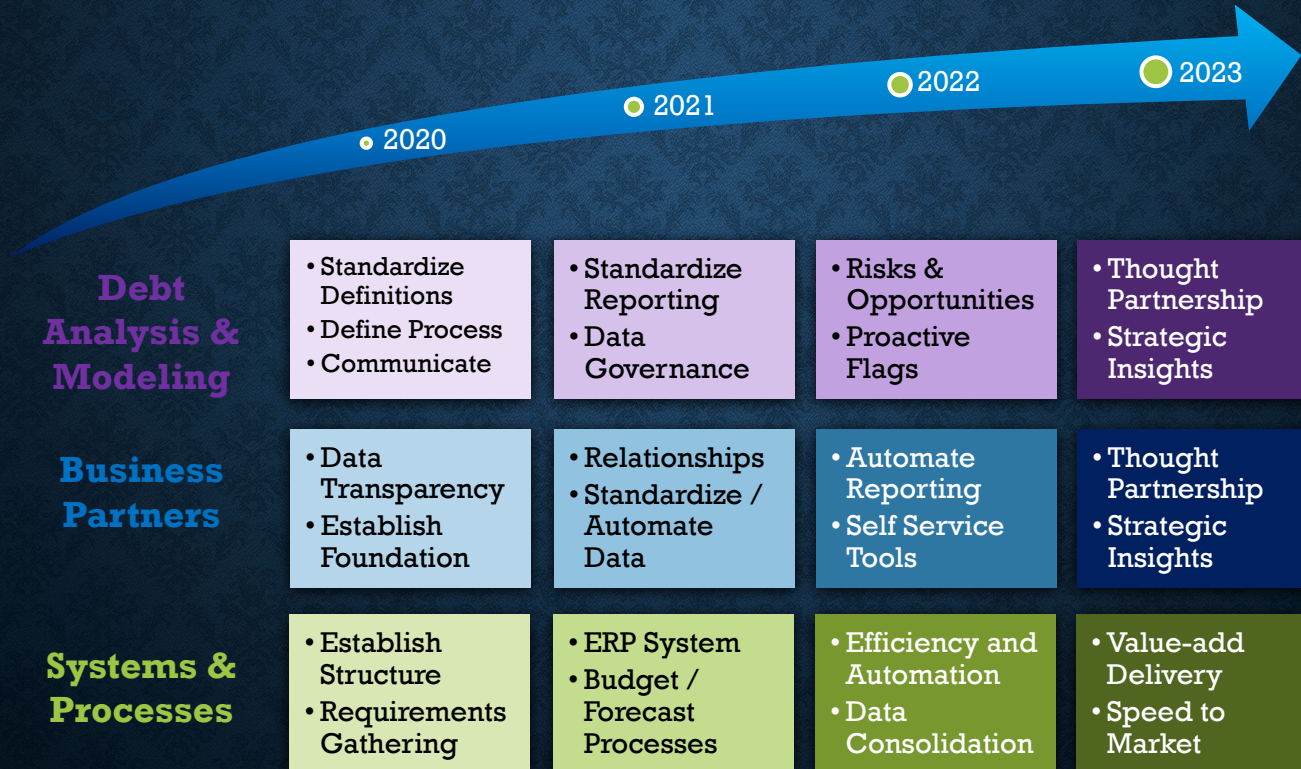 2020
2021
2022
2023
Debt
Analysis &
Modeling
• Standardize
Definitions
• Define Process
• Communicate
• Standardize
Reporting
• Data
Governance
• Risks &
Opportunities
• Proactive
Flags
• Thought
Partnership
• Strategic
Insights
Business
Partners
• Data
Transparency
• Establish
Foundation
• Relationships
• Standardize /
Automate
Data
• Automate
Reporting
• Self Service
Tools
• Thought
Partnership
• Strategic
Insights
Systems &
Processes
• Establish
Structure
• Requirements
Gathering
• ERP System
• Budget /
Forecast
Processes
• Efficiency and
Automation
• Data
Consolidation
• Value-add
Delivery
• Speed to
Market